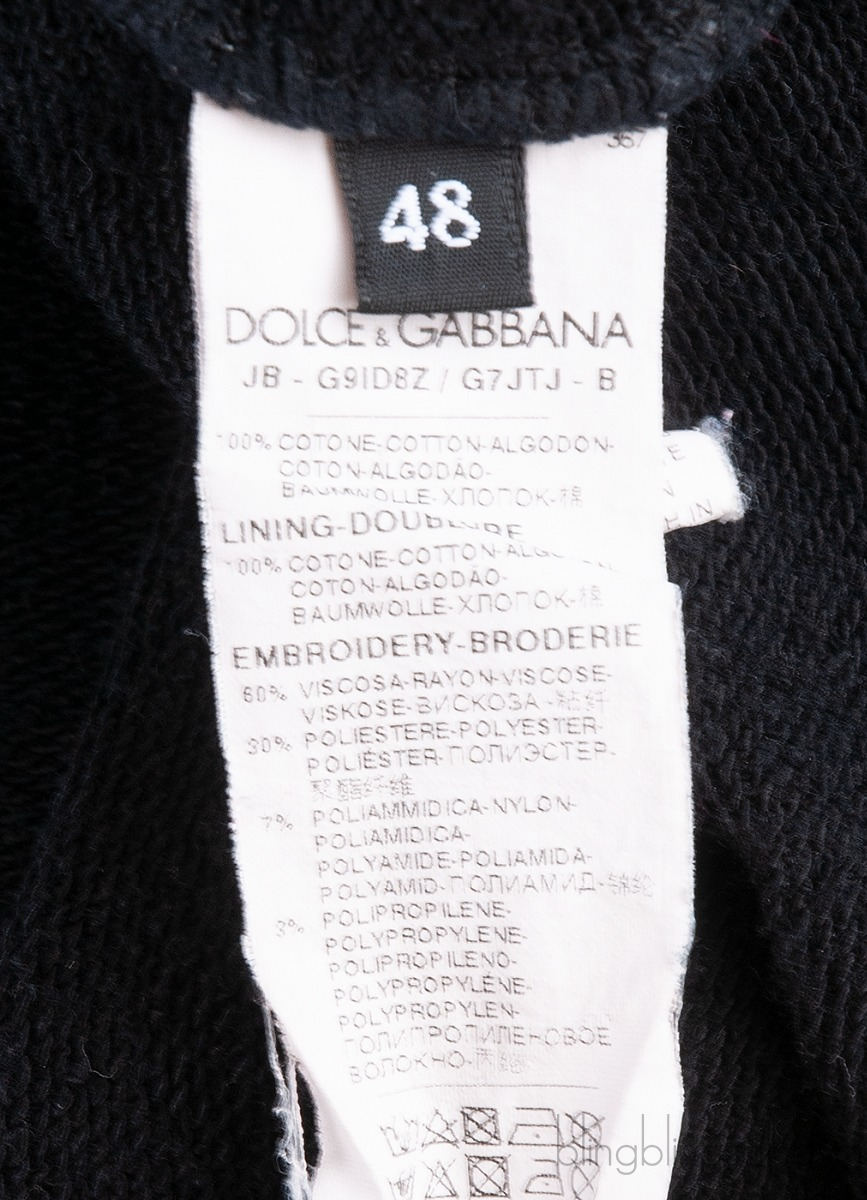 367
48
DOLCE & GABBANA
JB - G9ID8Z / G7JTJ - B
100% COTONE-COTTON-ALGODON-
COTON-ALGODÃO-
BAUMWOLLE-ХЛОПОК-棉
LINING-DOUBLURE
100% COTONE-COTTON-
COTON-ALGODÃO-
BAUMWOLLE-ХЛОПОК-棉
EMBROIDERY-BRODERIE
60% VISCOSA-RAYON-VISCOSE-
VISKOSE-ВИСКОЗА-粘纤
30% POLIESTERE-POLYESTER-
POLIÉSTER-ПОЛИЭСТЕР-
聚酯纤维
7% POLIAMMIDICA-NYLON-
POLIAMIDICA-
POLYAMIDE-POLIAMIDA-
POLYAMID-ПОЛИАМИД-锦纶
3% POLIPROPILENE-
POLYPROPYLENE-
POLIPROPILENO-
POLYPROPYLÈNE-
POLYPROPYLEN-
ПОЛИПРОПИЛЕНОВОЕ
ВОЛОКНО-丙纶
blingbli